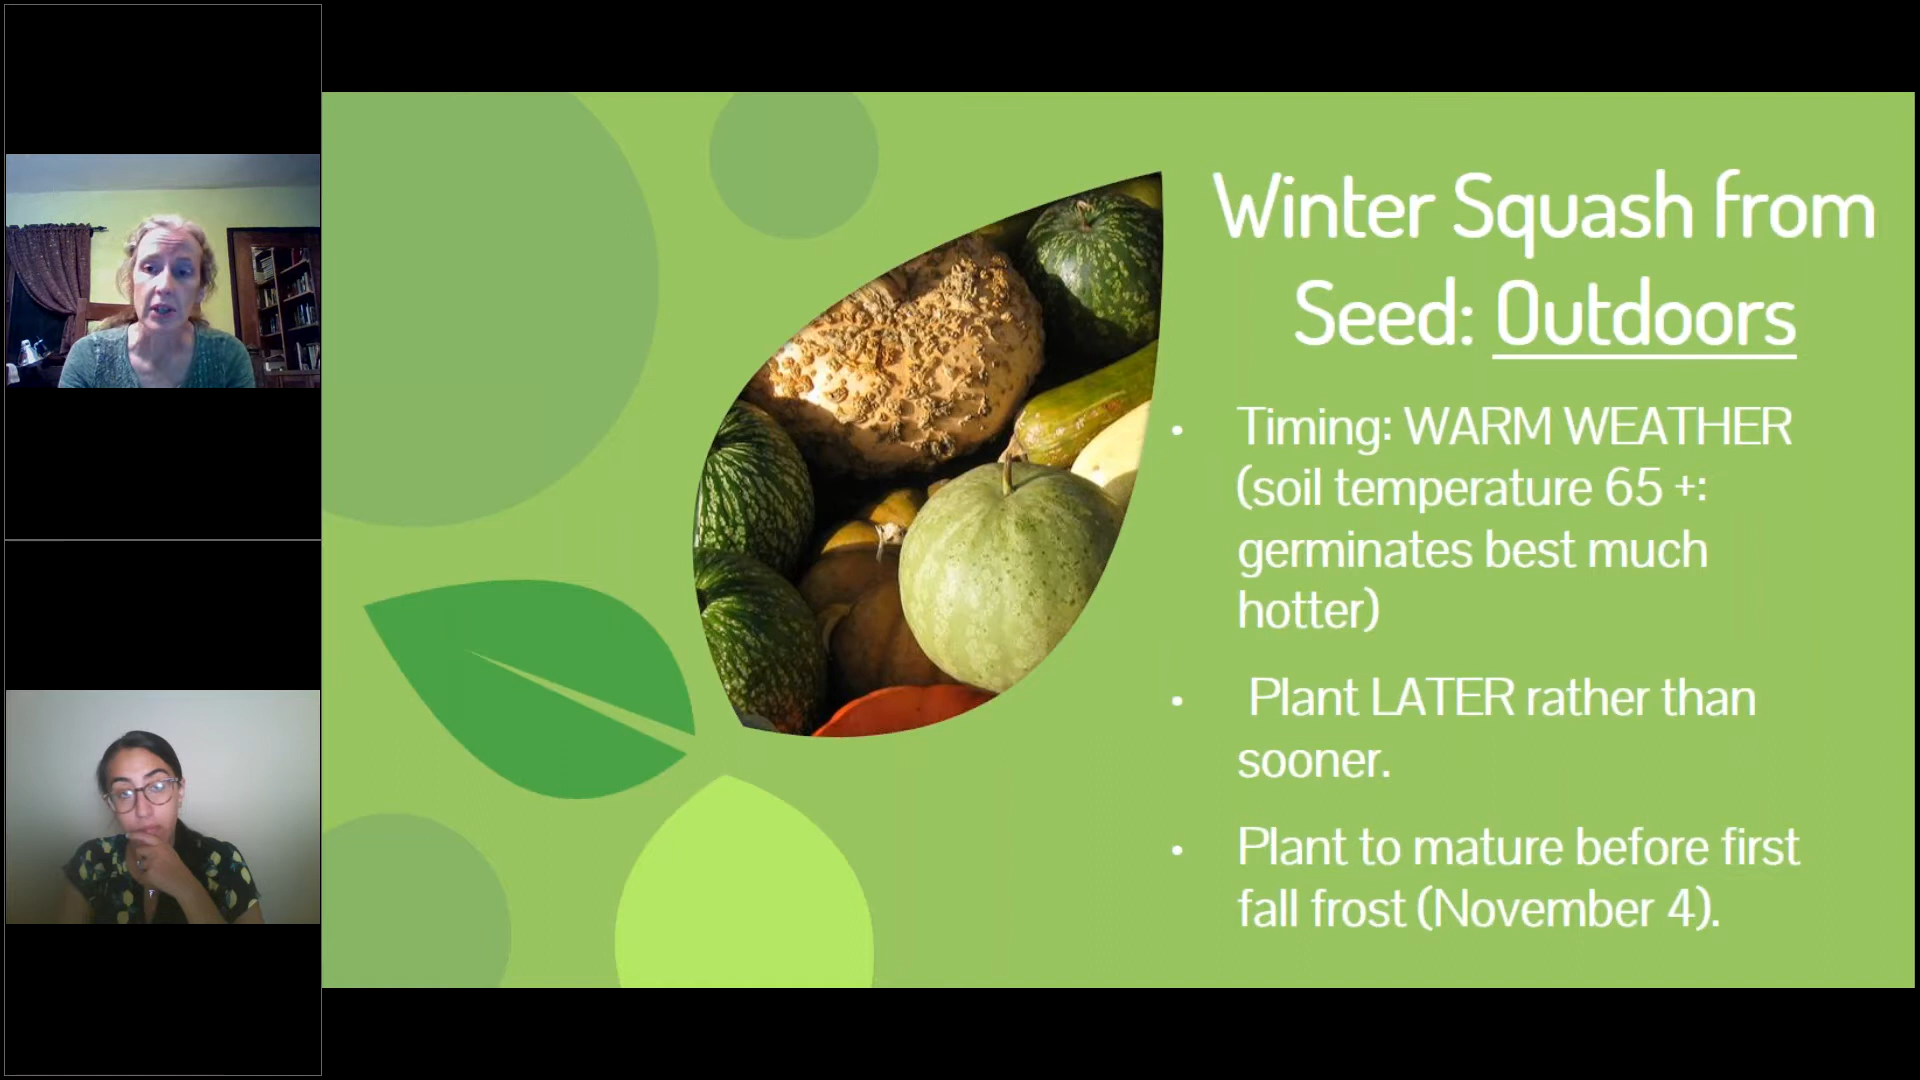 Winter Squash from
Seed: Outdoors
• Timing: WARM WEATHER
(soil temperature 65 +:
germinates best much
hotter)
• Plant LATER rather than
sooner.
• Plant to mature before first
fall frost (November 4).